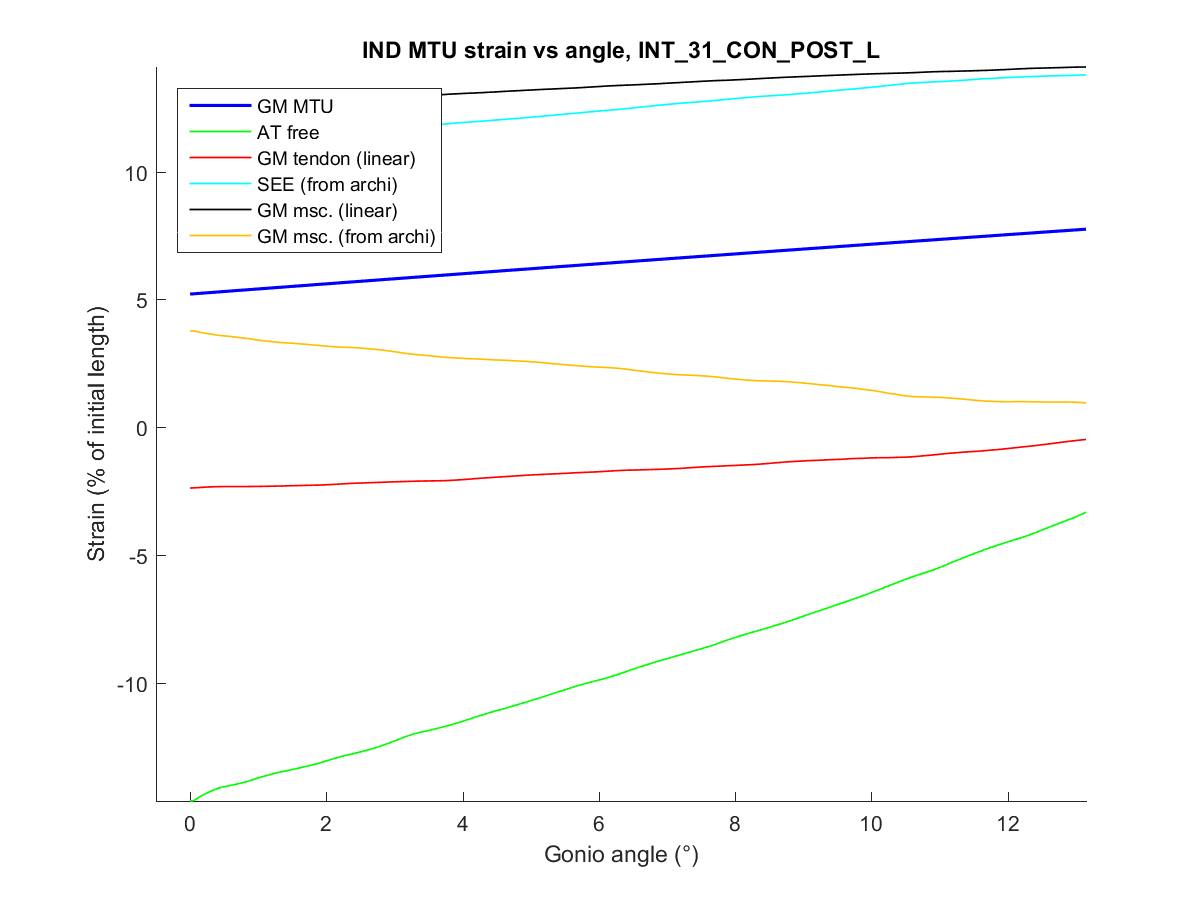 IND MTU strain vs angle, INT_31_CON_POST_L
GM MTU
AT free
GM tendon (linear)
SEE (from archi)
GM msc. (linear)
GM msc. (from archi)
10
5
0
-5
-10
Strain (% of initial length)
0 2 4 6 8 10 12
Gonio angle (°)